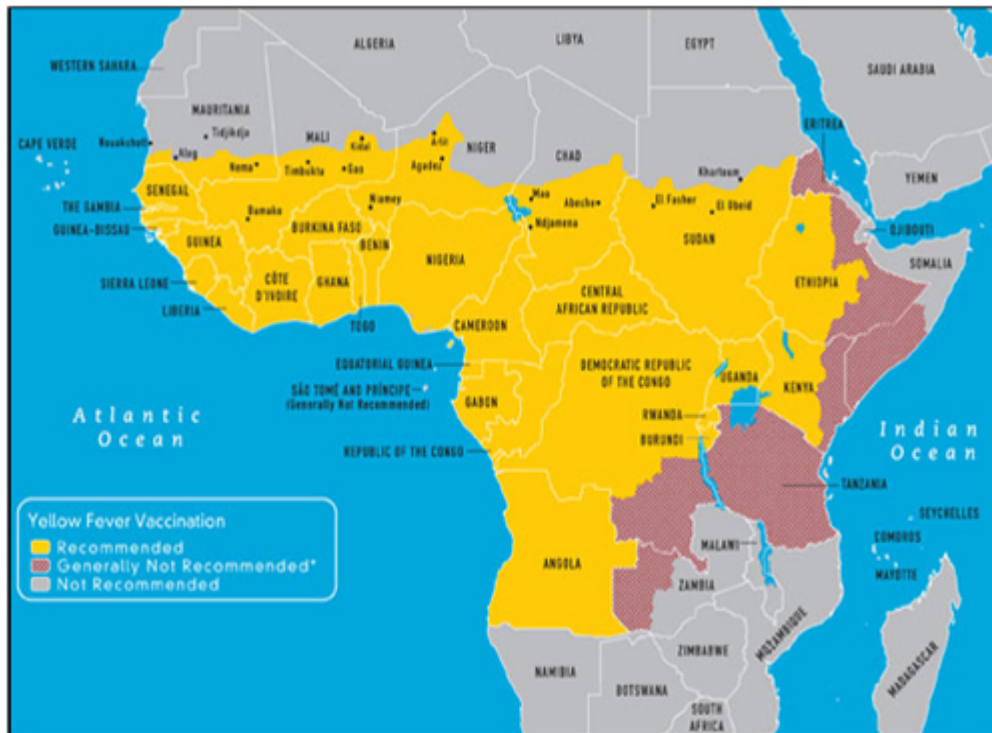 ALGERIA
LIBYA
EGYPT
WESTERN SAHARA
SAUDI ARABIA
MAURITANIA
Tidjikdja
MALI
ERITREA
CAPE VERDE
Nouakchott
Kidal
NIGER
CHAD
Aleg
Nema
Timbuktu
Gao
Agadez
Khartoum
YEMEN
SENEGAL
Niamey
Mao
Abeche
El Fasher
El Obeid
THE GAMBIA
Bamako
BURKINA FASO
Ndjamena
DJIBOUTI
GUINEA-BISSAU
GUINEA
BENIN
NIGERIA
SUDAN
SOMALIA
SIERRA LEONE
CÔTE
D'IVOIRE
GHANA
ETHIOPIA
CENTRAL
AFRICAN REPUBLIC
LIBERIA
TOGO
CAMEROON
EQUATORIAL GUINEA
DEMOCRATIC REPUBLIC
OF THE CONGO
UGANDA
KENYA
SÃO TOMÉ AND PRÍNCIPE
(Generally Not Recommended)
GABON
RWANDA
Atlantic
Ocean
BURUNDI
Indian
Ocean
REPUBLIC OF THE CONGO
TANZANIA
SEYCHELLES
Yellow Fever Vaccination
Recommended
Generally Not Recommended*
Not Recommended
COMOROS
MALAWI
ANGOLA
MAYOTTE
ZAMBIA
MOZAMBIQUE
ZIMBABWE
MADAGASCAR
NAMIBIA
BOTSWANA
SOUTH
AFRICA